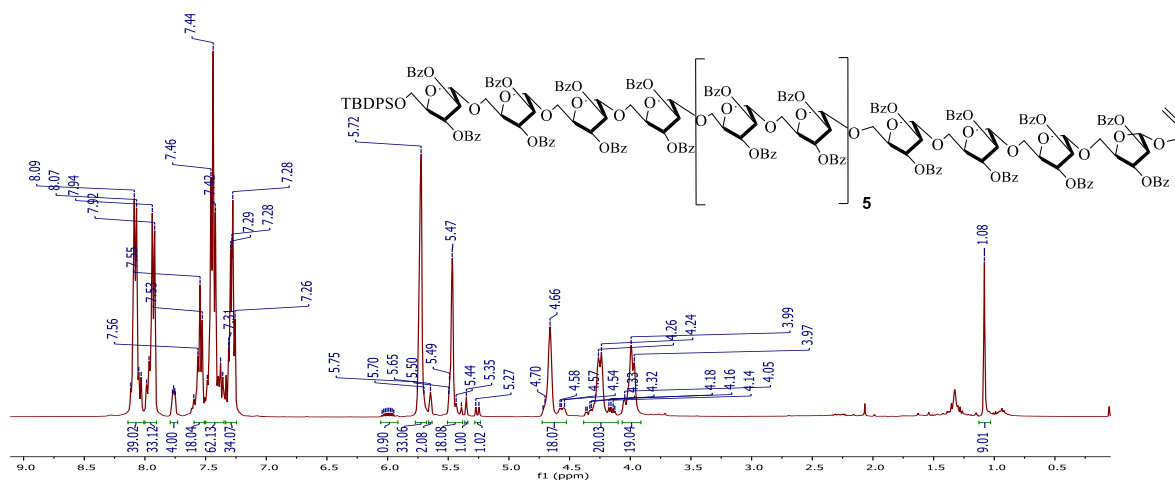 7.44
5.72
7.46
7.42
8.09
8.07
7.94
7.92
7.28
7.29
7.28
7.55
7.53
7.56
7.31
7.26
5.47
1.08
4.66
5.75
5.70
5.65
5.50
5.49
5.44
5.35
5.27
4.70
4.58
4.57
4.54
4.33
4.32
4.26
4.24
4.18
4.16
4.14
4.05
3.99
3.97
TBDPSO
O
BzO
OBz
O
O
BzO
OBz
O
O
BzO
OBz
O
O
BzO
OBz
O
O
BzO
OBz
O
O
BzO
OBz
O
O
BzO
OBz
O
O
BzO
OBz
O
O
BzO
OBz
O
O
BzO
OBz
O
5
39.02
33.12
4.00
18.04
62.13
34.07
0.90
33.06
2.08
18.08
1.00
1.02
18.07
20.03
19.04
9.01
9.0 8.5 8.0 7.5 7.0 6.5 6.0 5.5 5.0 4.5 4.0 3.5 3.0 2.5 2.0 1.5 1.0 0.5
f1 (ppm)